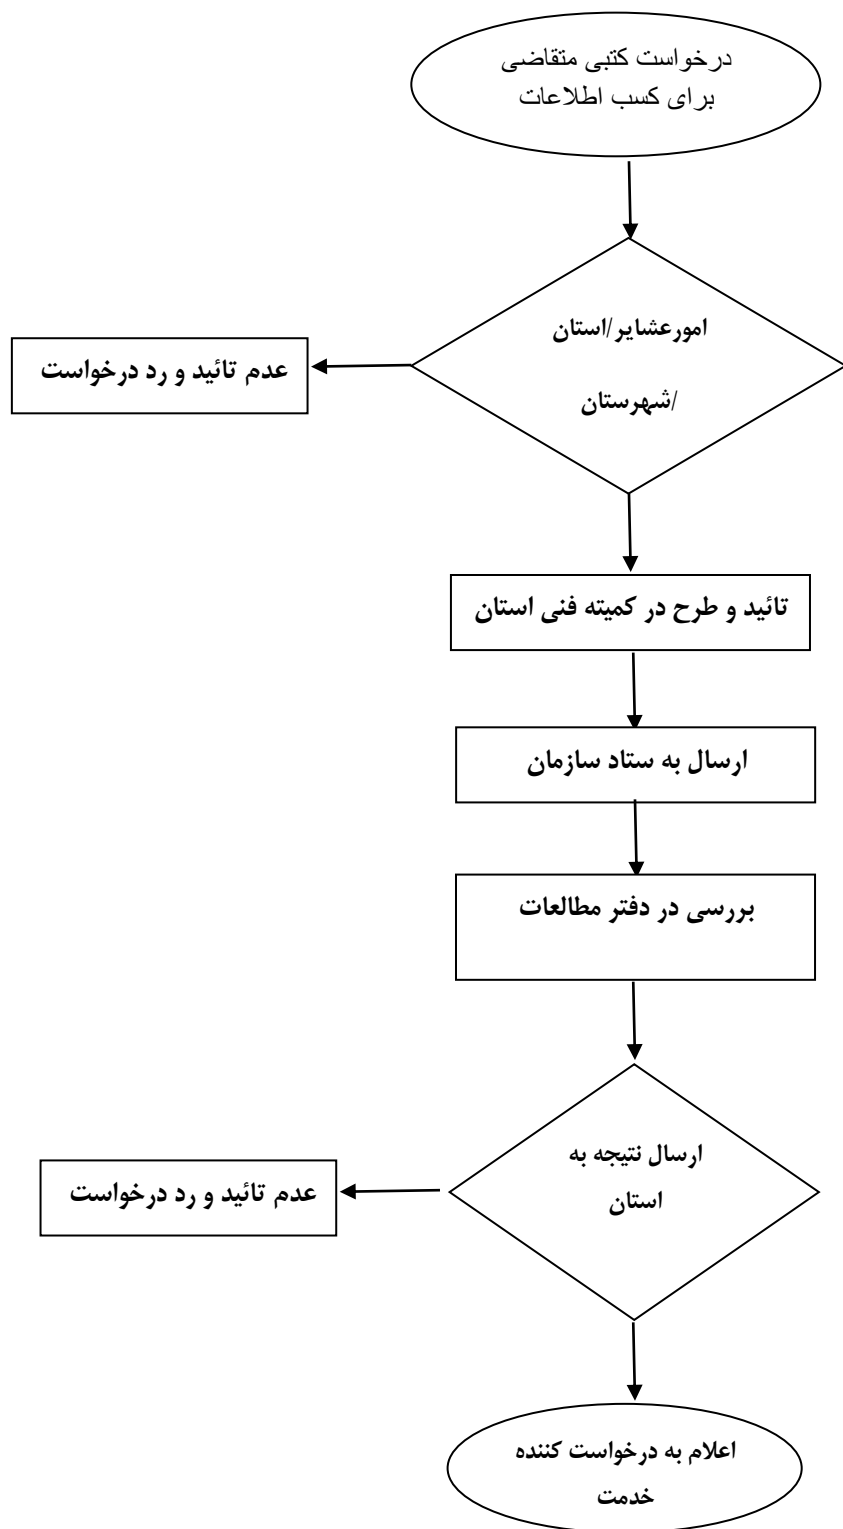 درخواست کتبی متقاضی
برای کسب اطلاعات
امورعشایر/استان
/شهرستان
عدم تائید و رد درخواست
تائید و طرح در کمیته فنی استان
ارسال به ستاد سازمان
بررسی در دفتر مطالعات
ارسال نتیجه به
استان
عدم تائید و رد درخواست
اعلام به درخواست کننده
خدمت